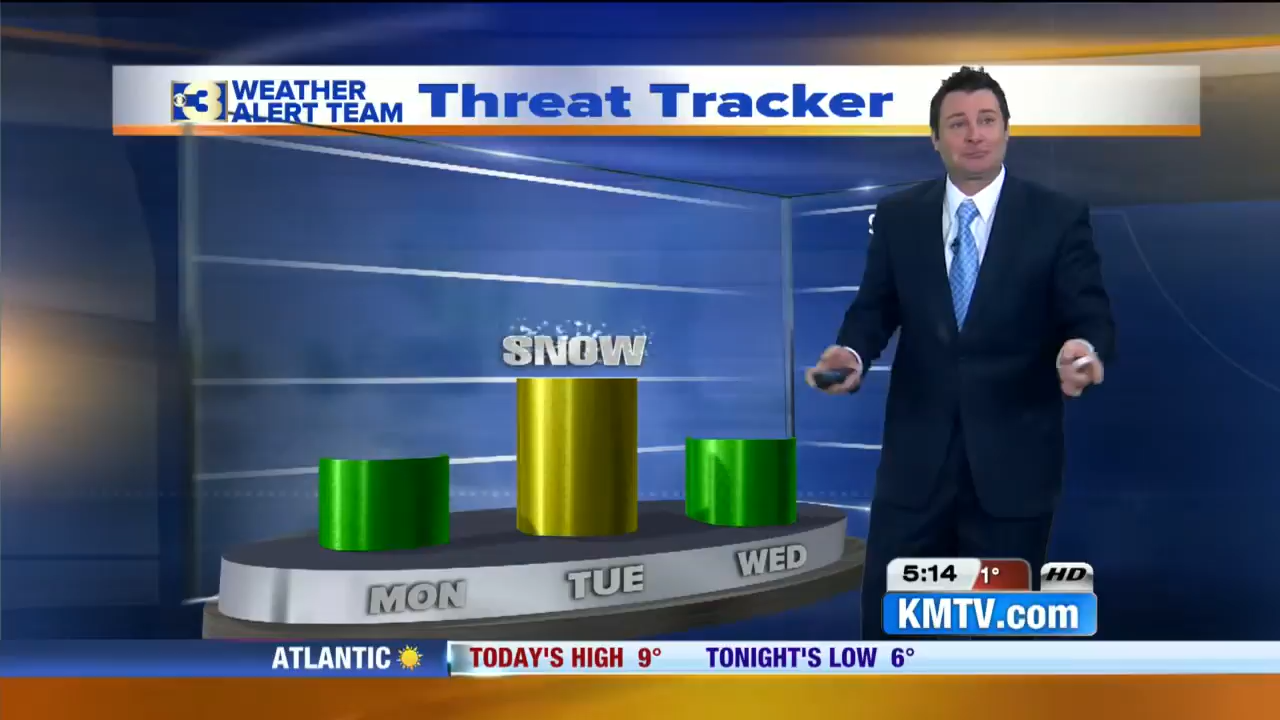 3 WEATHER ALERT TEAM
Threat Tracker
SNOW
MON TUE WED
5:14 1° HD
KMTV.com
ATLANTIC TODAY'S HIGH 9° TONIGHT'S LOW 6°